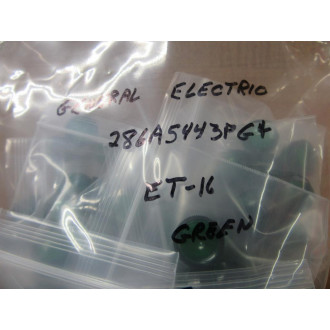 GENERAL ELECTRIC
286A5443PG4
ET-16
GREEN